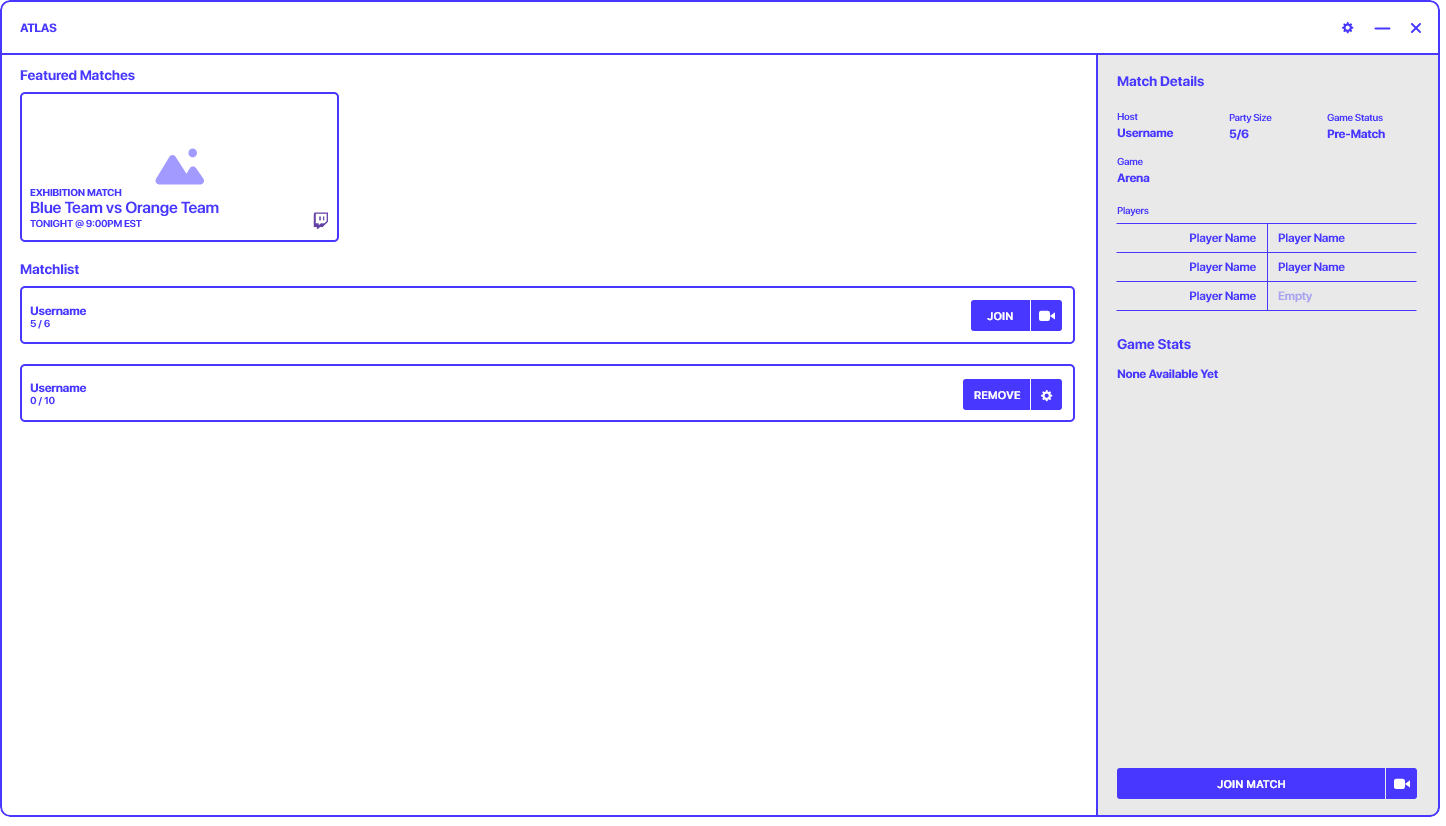 ATLAS
Featured Matches
EXHIBITION MATCH
Blue Team vs Orange Team
TONIGHT @ 9:00PM EST
Matchlist
Username
5 / 6
JOIN
Username
0 / 10
REMOVE
Match Details
Host
Party Size
Game Status
Username
5/6
Pre-Match
Game
Arena
Players
Player Name
Player Name
Player Name
Player Name
Player Name
Empty
Game Stats
None Available Yet
JOIN MATCH